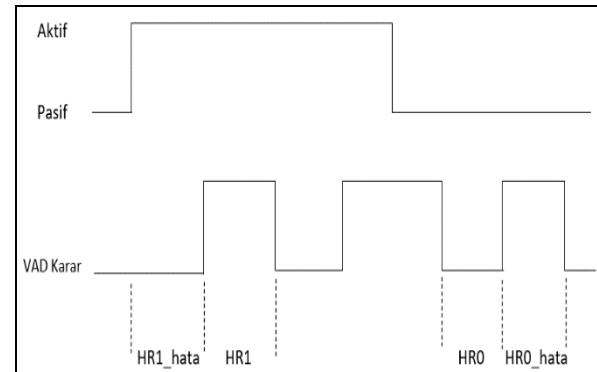 Aktif
Pasif
VAD Karar
HR1_hata HR1 HR0 HR0_hata